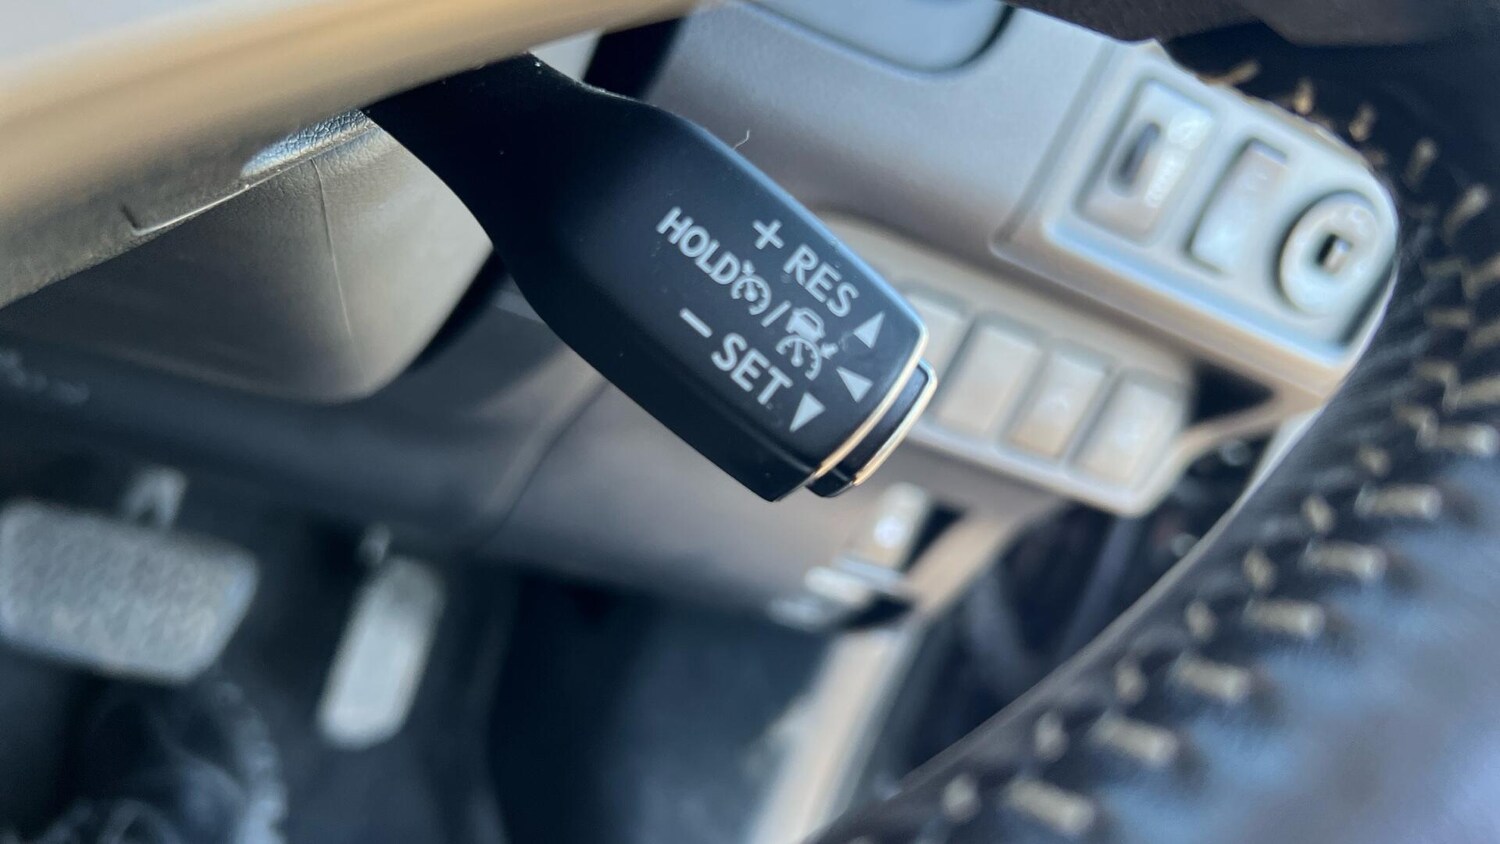 + RES
HOLD /
− SET